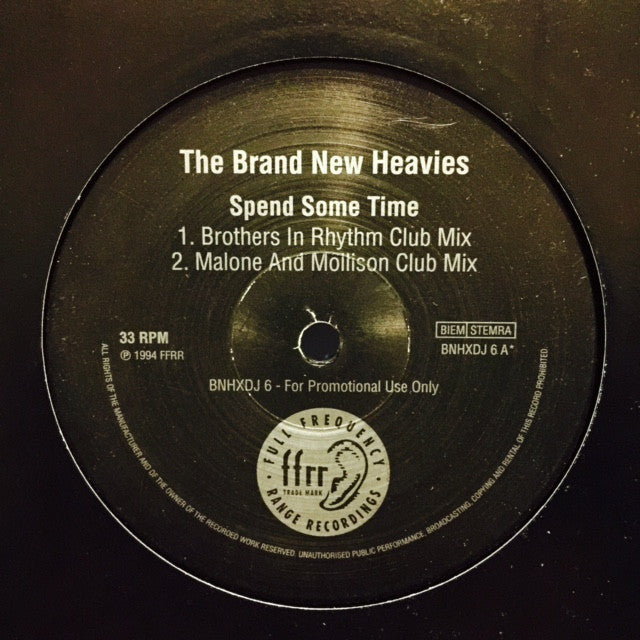 The Brand New Heavies
Spend Some Time
1. Brothers In Rhythm Club Mix
2. Malone And Mollison Club Mix
33 RPM
℗ 1994 FFRR
BIEM STEMRA
BNHXDJ 6 A*
BNHXDJ 6 - For Promotional Use Only
· FULL FREQUENCY ·
ffrr
TRADE MARK
RANGE RECORDINGS
ALL RIGHTS OF THE MANUFACTURER AND OF THE OWNER OF THE RECORDED WORK RESERVED. UNAUTHORISED PUBLIC PERFORMANCE, BROADCASTING, COPYING AND RENTAL OF THIS RECORD PROHIBITED.